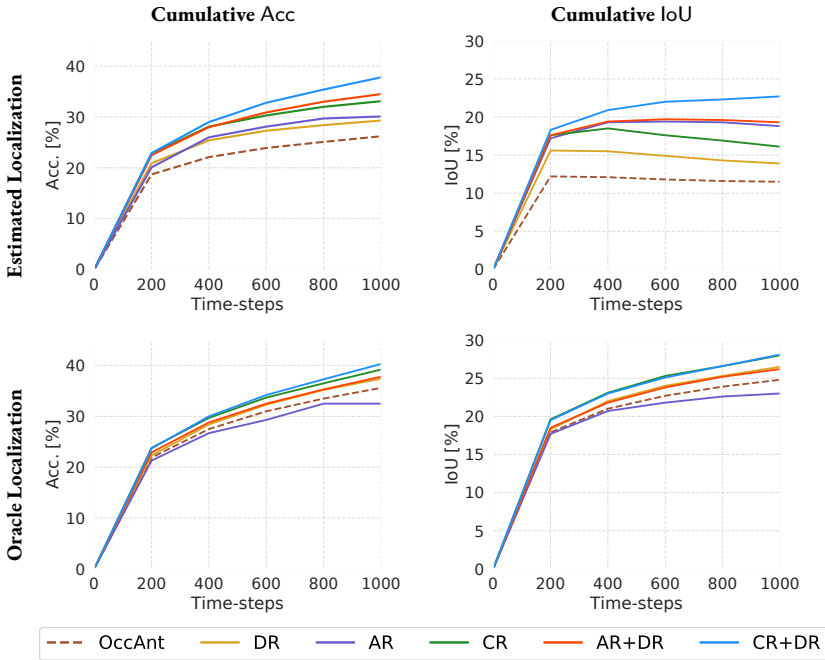 Cumulative Acc
Cumulative IoU
Estimated Localization
Acc. [%]
40
30
20
10
0
0 200 400 600 800 1000
Time-steps
IoU [%]
30
25
20
15
10
5
0
0 200 400 600 800 1000
Time-steps
Oracle Localization
Acc. [%]
40
30
20
10
0
0 200 400 600 800 1000
Time-steps
IoU [%]
30
25
20
15
10
5
0
0 200 400 600 800 1000
Time-steps
OccAnt DR AR CR AR+DR CR+DR